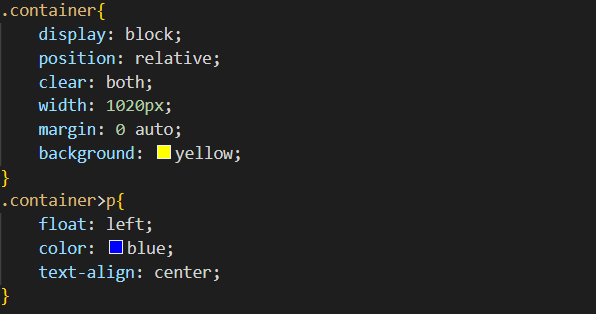 .container{
    display: block;
    position: relative;
    clear: both;
    width: 1020px;
    margin: 0 auto;
    background: yellow;
}
.container>p{
    float: left;
    color: blue;
    text-align: center;
}